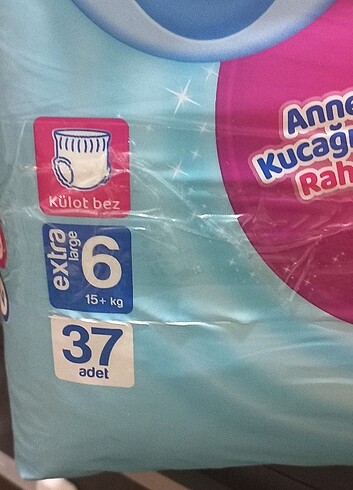 Anne
Kucağı
Rah
Külot bez
extra
large
6
15+ kg
37
adet